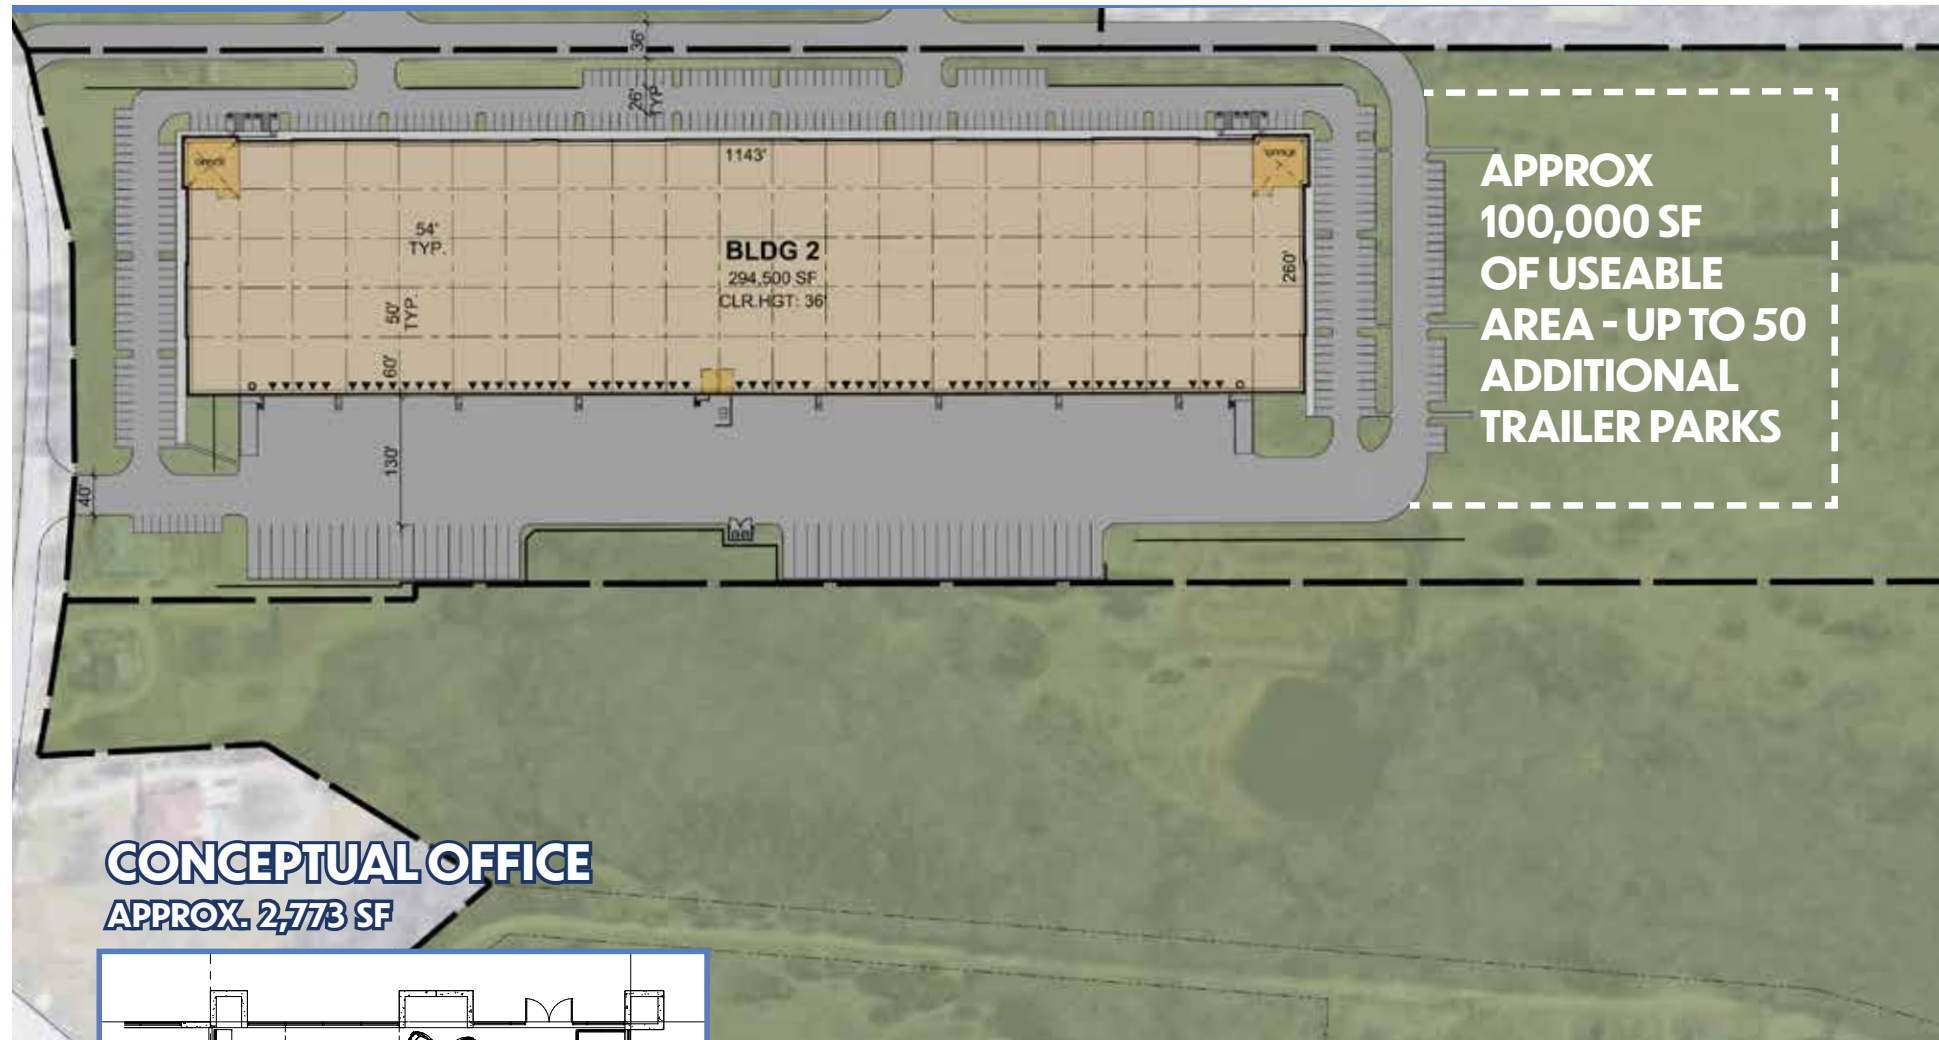 36'
26'
TYP.
OFFICE
1143'
OFFICE
54'
TYP.
BLDG 2
294,500 SF
CLR.HGT: 36'
260'
50'
TYP.
60'
130'
40'
APPROX
100,000 SF
OF USEABLE
AREA - UP TO 50
ADDITIONAL
TRAILER PARKS
CONCEPTUAL OFFICE
APPROX. 2,773 SF